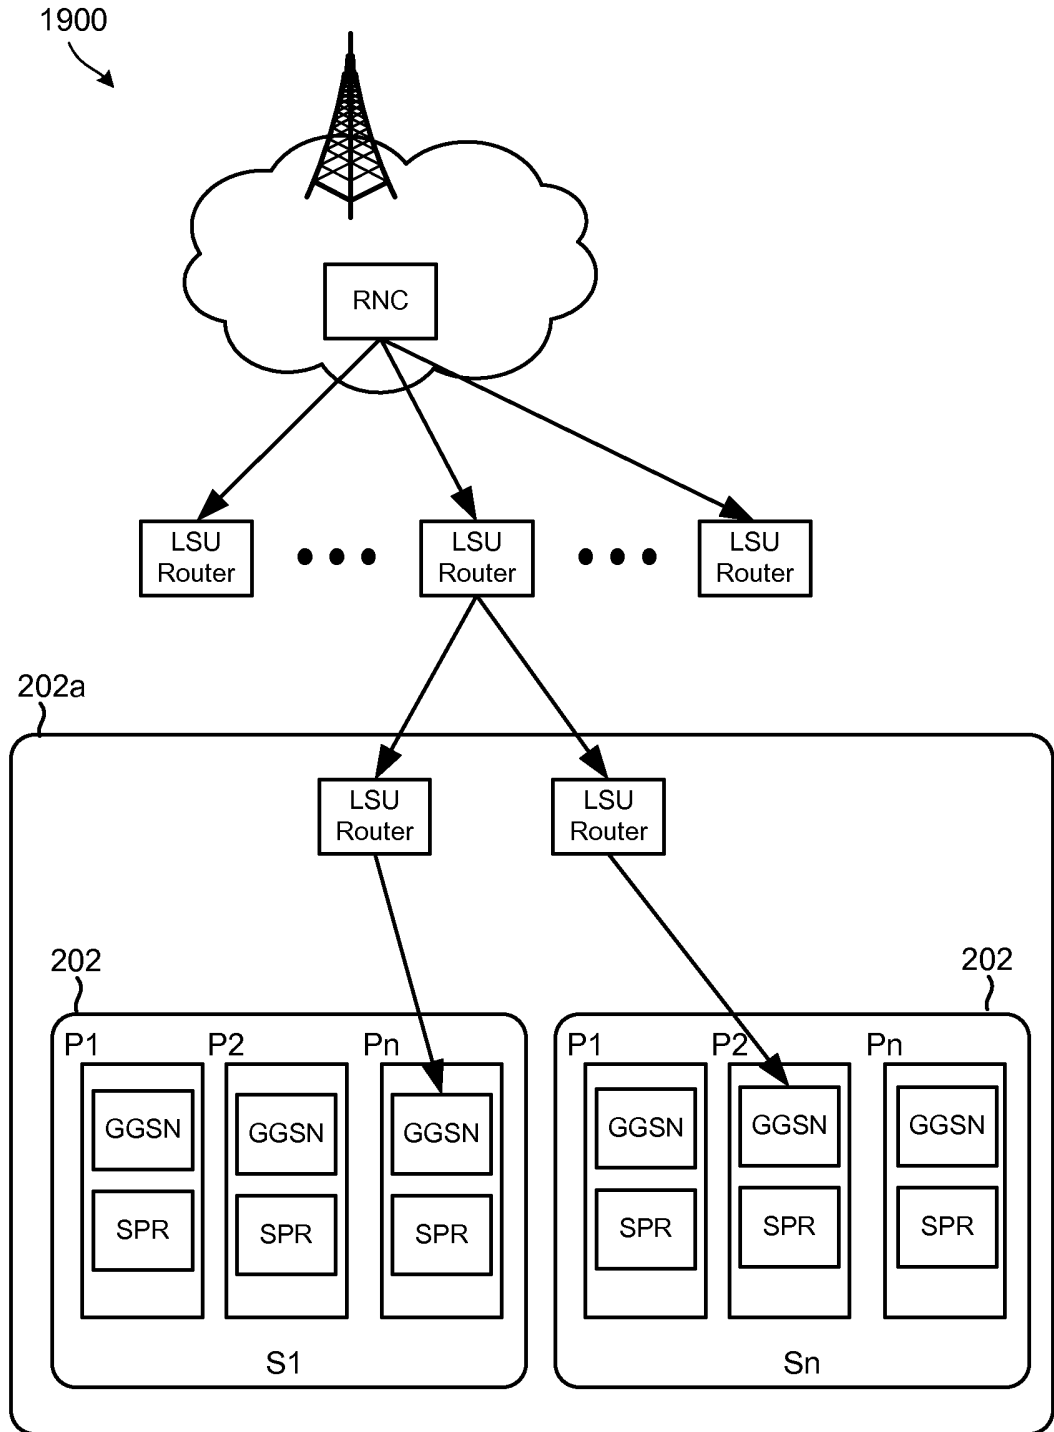 1900
RNC
LSU
Router
LSU
Router
LSU
Router
202a
LSU
Router
LSU
Router
202
202
P1
P2
Pn
P1
P2
Pn
GGSN
GGSN
GGSN
GGSN
GGSN
GGSN
SPR
SPR
SPR
SPR
SPR
SPR
S1
Sn